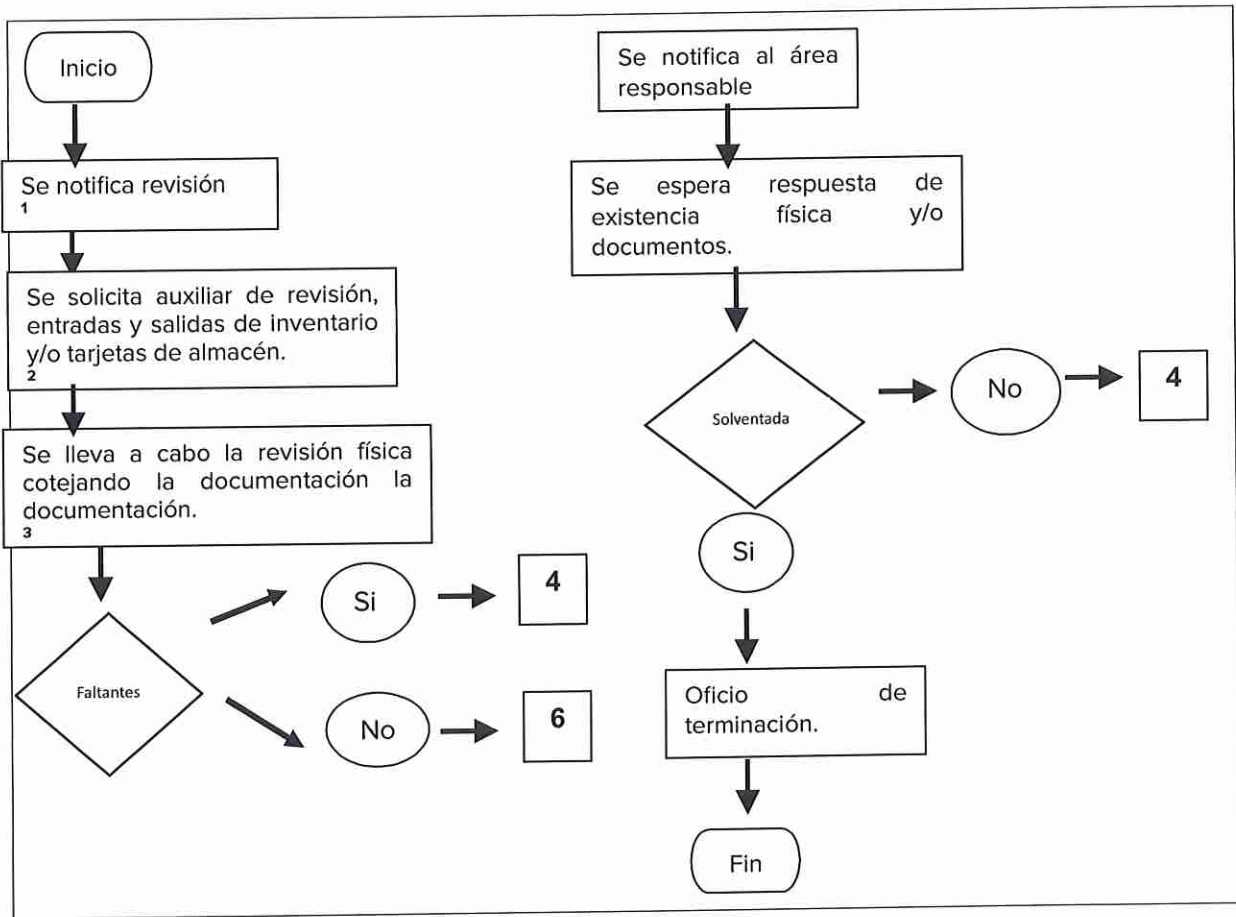 Inicio
Se notifica revisión
1
Se solicita auxiliar de revisión,
entradas y salidas de inventario
y/o tarjetas de almacén.
2
Se lleva a cabo la revisión física
cotejando la documentación la
documentación.
3
Faltantes
Si
4
No
6
Se notifica al área
responsable
Se espera respuesta de
existencia física y/o
documentos.
Solventada
No
4
Si
Oficio de
terminación.
Fin